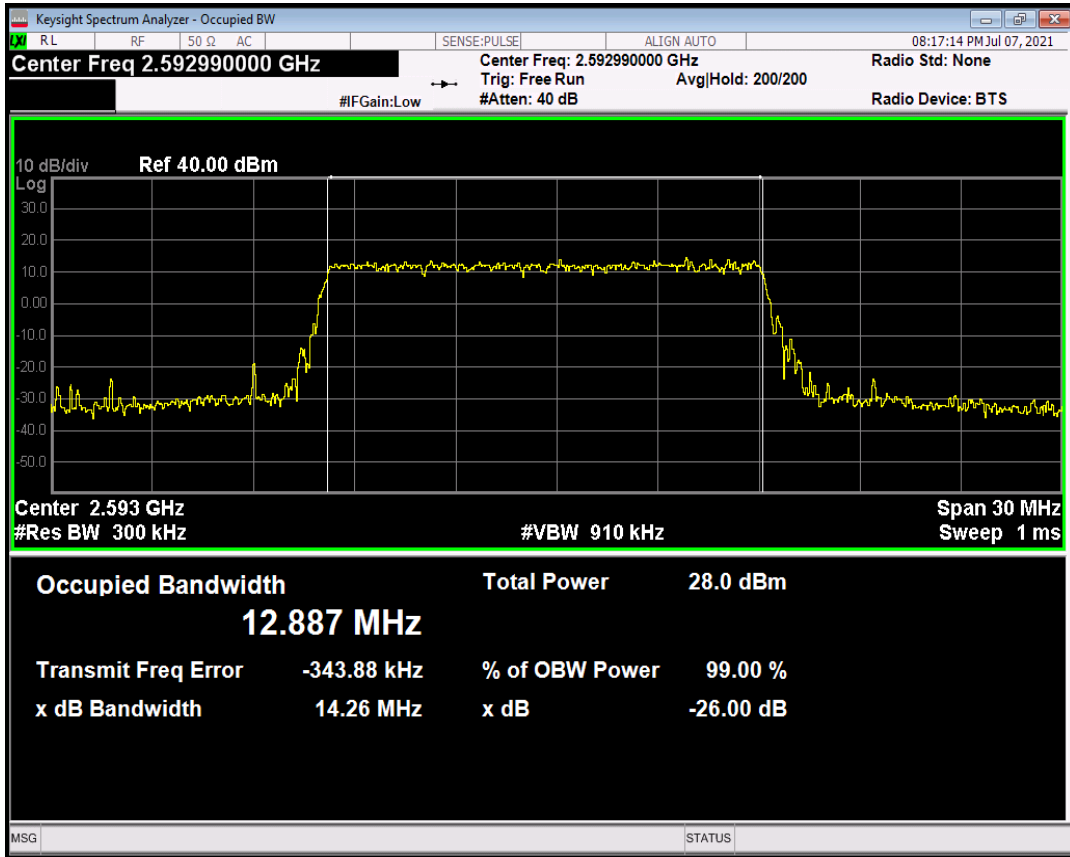 Keysight Spectrum Analyzer - Occupied BW
LXI RL RF 50 Ω AC SENSE:PULSE ALIGN AUTO 08:17:14 PM Jul 07, 2021
Center Freq 2.592990000 GHz
Center Freq: 2.592990000 GHz Radio Std: None
Trig: Free Run Avg|Hold: 200/200
#IFGain:Low #Atten: 40 dB Radio Device: BTS
10 dB/div Ref 40.00 dBm
Log
30.0
20.0
10.0
0.00
-10.0
-20.0
-30.0
-40.0
-50.0
Center 2.593 GHz Span 30 MHz
#Res BW 300 kHz #VBW 910 kHz Sweep 1 ms
Occupied Bandwidth Total Power 28.0 dBm
12.887 MHz
Transmit Freq Error -343.88 kHz % of OBW Power 99.00 %
x dB Bandwidth 14.26 MHz x dB -26.00 dB
MSG STATUS